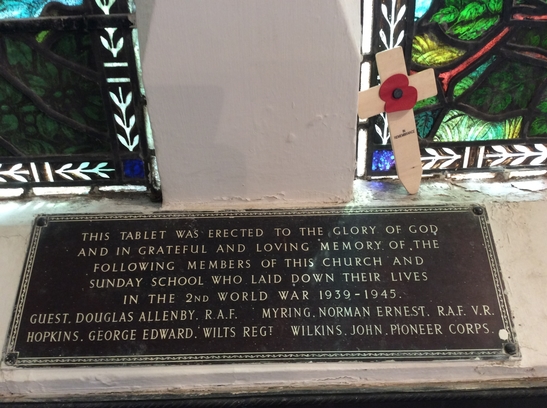 THIS TABLET WAS ERECTED TO THE GLORY OF GOD
AND IN GRATEFUL AND LOVING MEMORY OF THE
FOLLOWING MEMBERS OF THIS CHURCH AND
SUNDAY SCHOOL WHO LAID DOWN THEIR LIVES
IN THE 2ND WORLD WAR 1939-1945.
GUEST, DOUGLAS ALLENBY, R.A.F. MYRING, NORMAN ERNEST, R.A.F. V.R.
HOPKINS, GEORGE EDWARD, WILTS REGT WILKINS, JOHN, PIONEER CORPS.